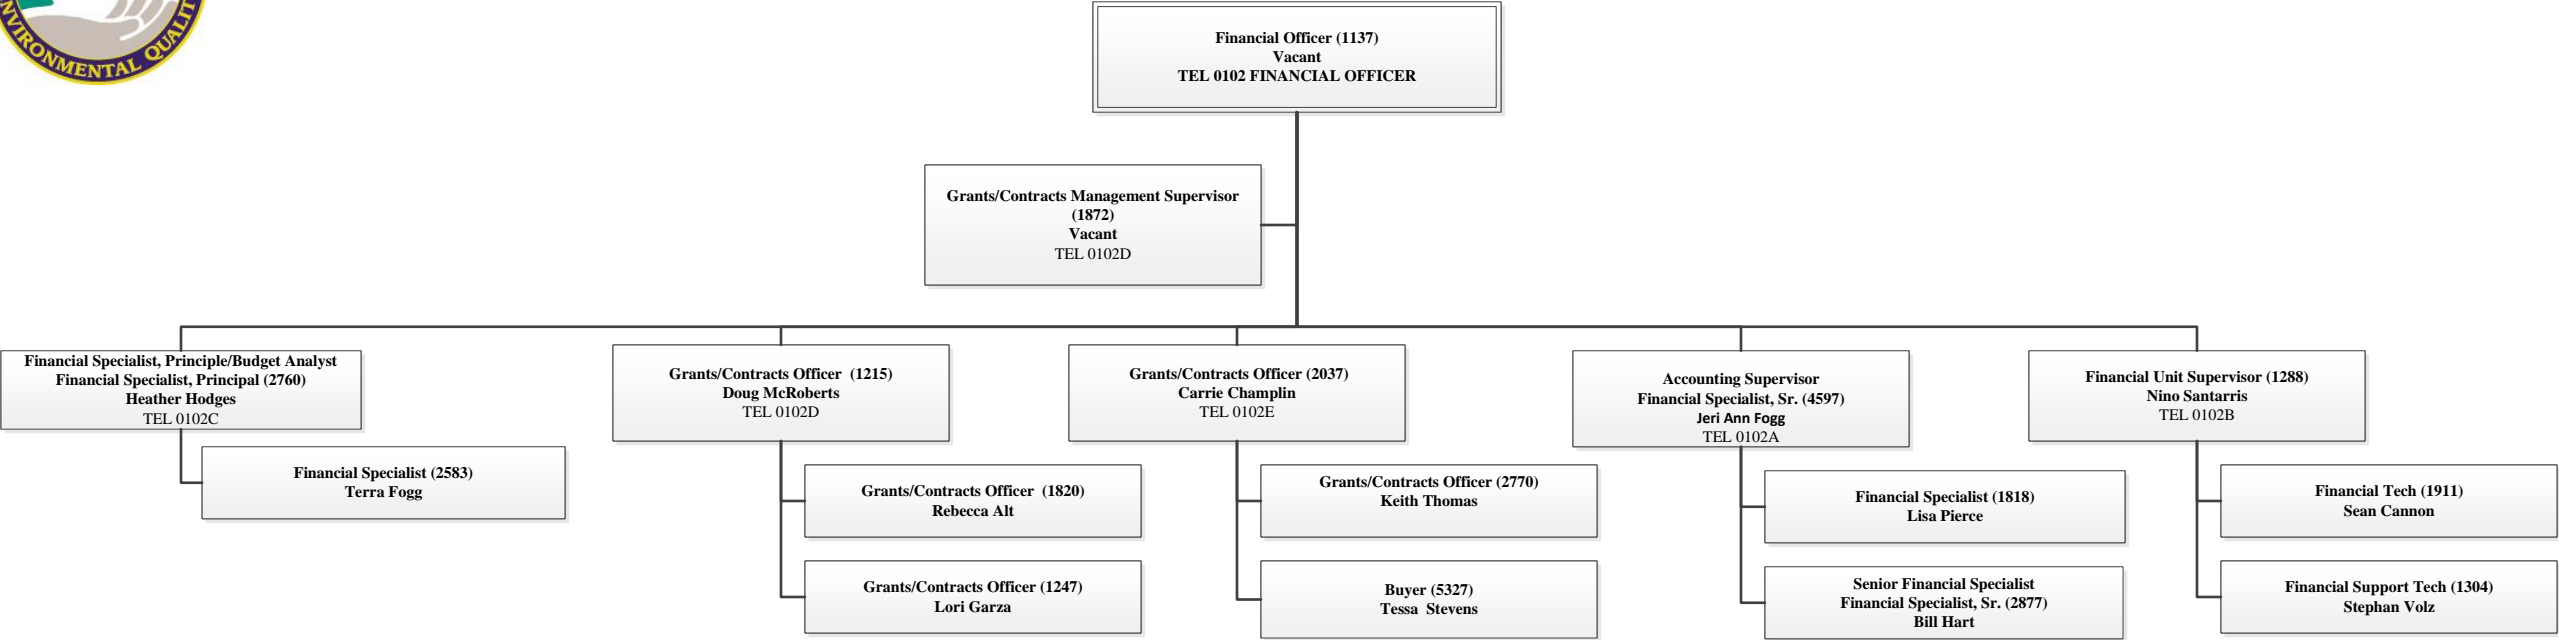 NVIRONMENTAL QUALIT
Financial Officer (1137)
Vacant
TEL 0102 FINANCIAL OFFICER
Grants/Contracts Management Supervisor
(1872)
Vacant
TEL 0102D
Financial Specialist, Principle/Budget Analyst
Financial Specialist, Principal (2760)
Heather Hodges
TEL 0102C
Financial Specialist (2583)
Terra Fogg
Grants/Contracts Officer (1215)
Doug McRoberts
TEL 0102D
Grants/Contracts Officer (1820)
Rebecca Alt
Grants/Contracts Officer (1247)
Lori Garza
Grants/Contracts Officer (2037)
Carrie Champlin
TEL 0102E
Grants/Contracts Officer (2770)
Keith Thomas
Buyer (5327)
Tessa Stevens
Accounting Supervisor
Financial Specialist, Sr. (4597)
Jeri Ann Fogg
TEL 0102A
Financial Specialist (1818)
Lisa Pierce
Senior Financial Specialist
Financial Specialist, Sr. (2877)
Bill Hart
Financial Unit Supervisor (1288)
Nino Santarris
TEL 0102B
Financial Tech (1911)
Sean Cannon
Financial Support Tech (1304)
Stephan Volz